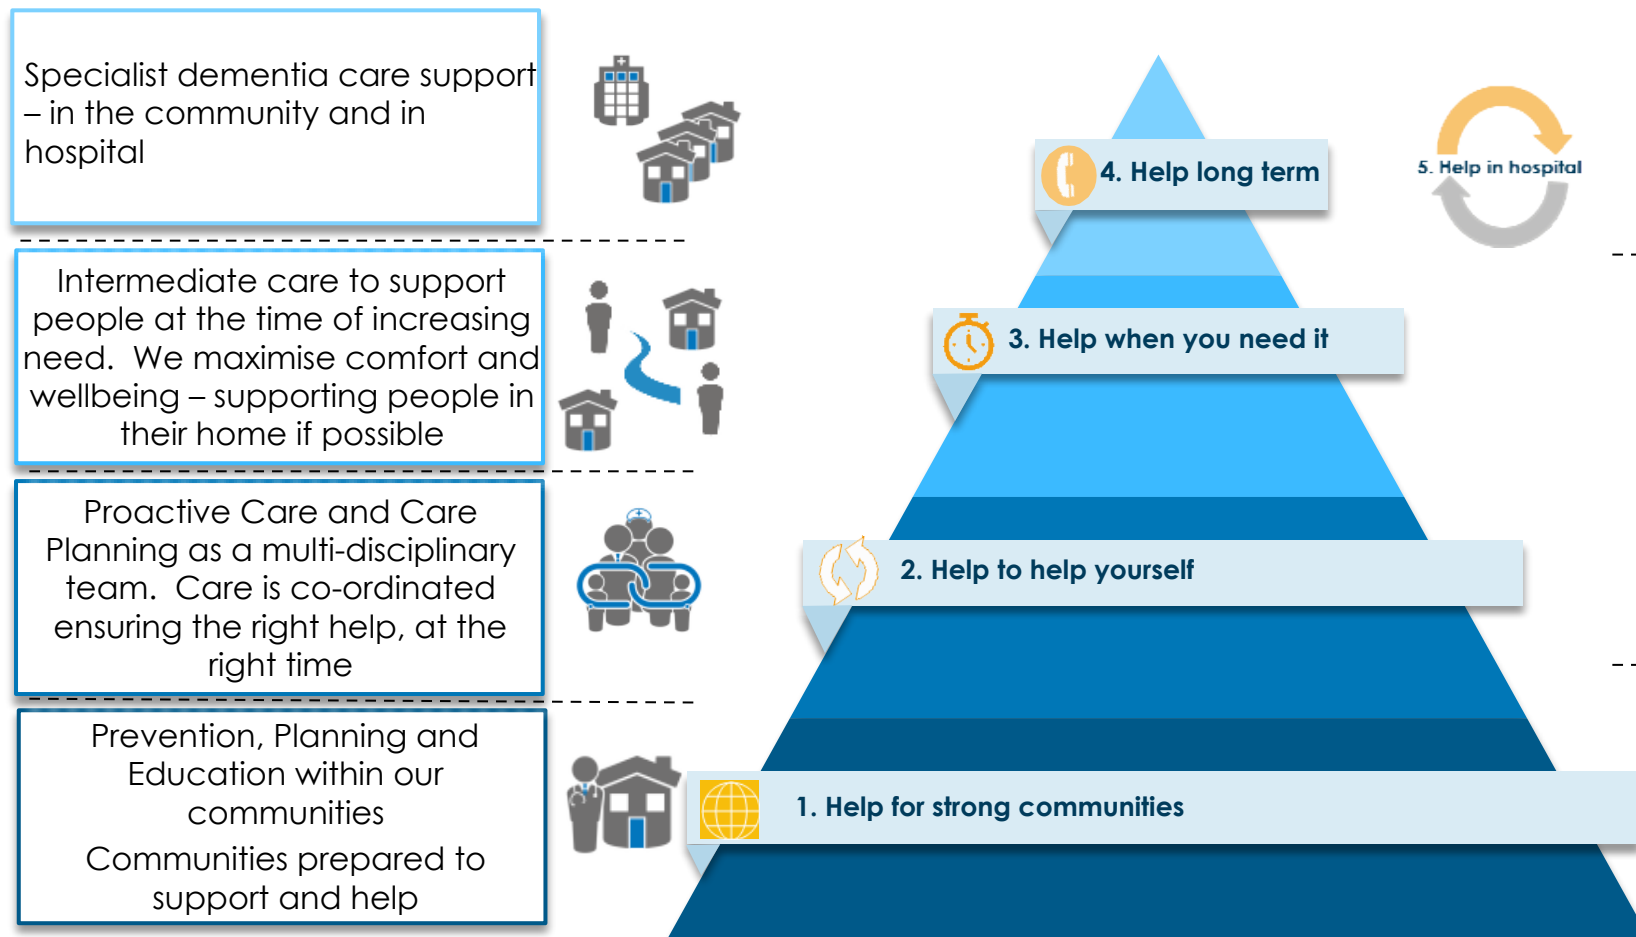 Specialist dementia care support
– in the community and in
hospital
Intermediate care to support
people at the time of increasing
need.  We maximise comfort and
wellbeing – supporting people in
their home if possible
Proactive Care and Care
Planning as a multi-disciplinary
team.  Care is co-ordinated
ensuring the right help, at the
right time
Prevention, Planning and
Education within our
communities
Communities prepared to
support and help
4. Help long term
5. Help in hospital
3. Help when you need it
2. Help to help yourself
1. Help for strong communities